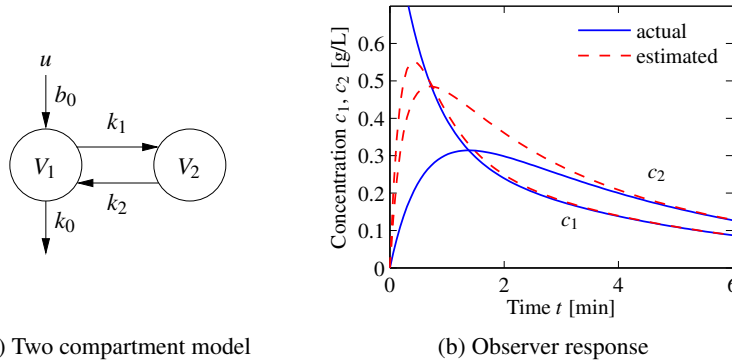 u
b₀
k₁
V₁
V₂
k₂
k₀
) Two compartment model
Concentration c₁, c₂ [g/L]
0.6
0.5
0.4
0.3
0.2
0.1
0
actual
estimated
c₂
c₁
0
2
4
6
Time t [min]
(b) Observer response